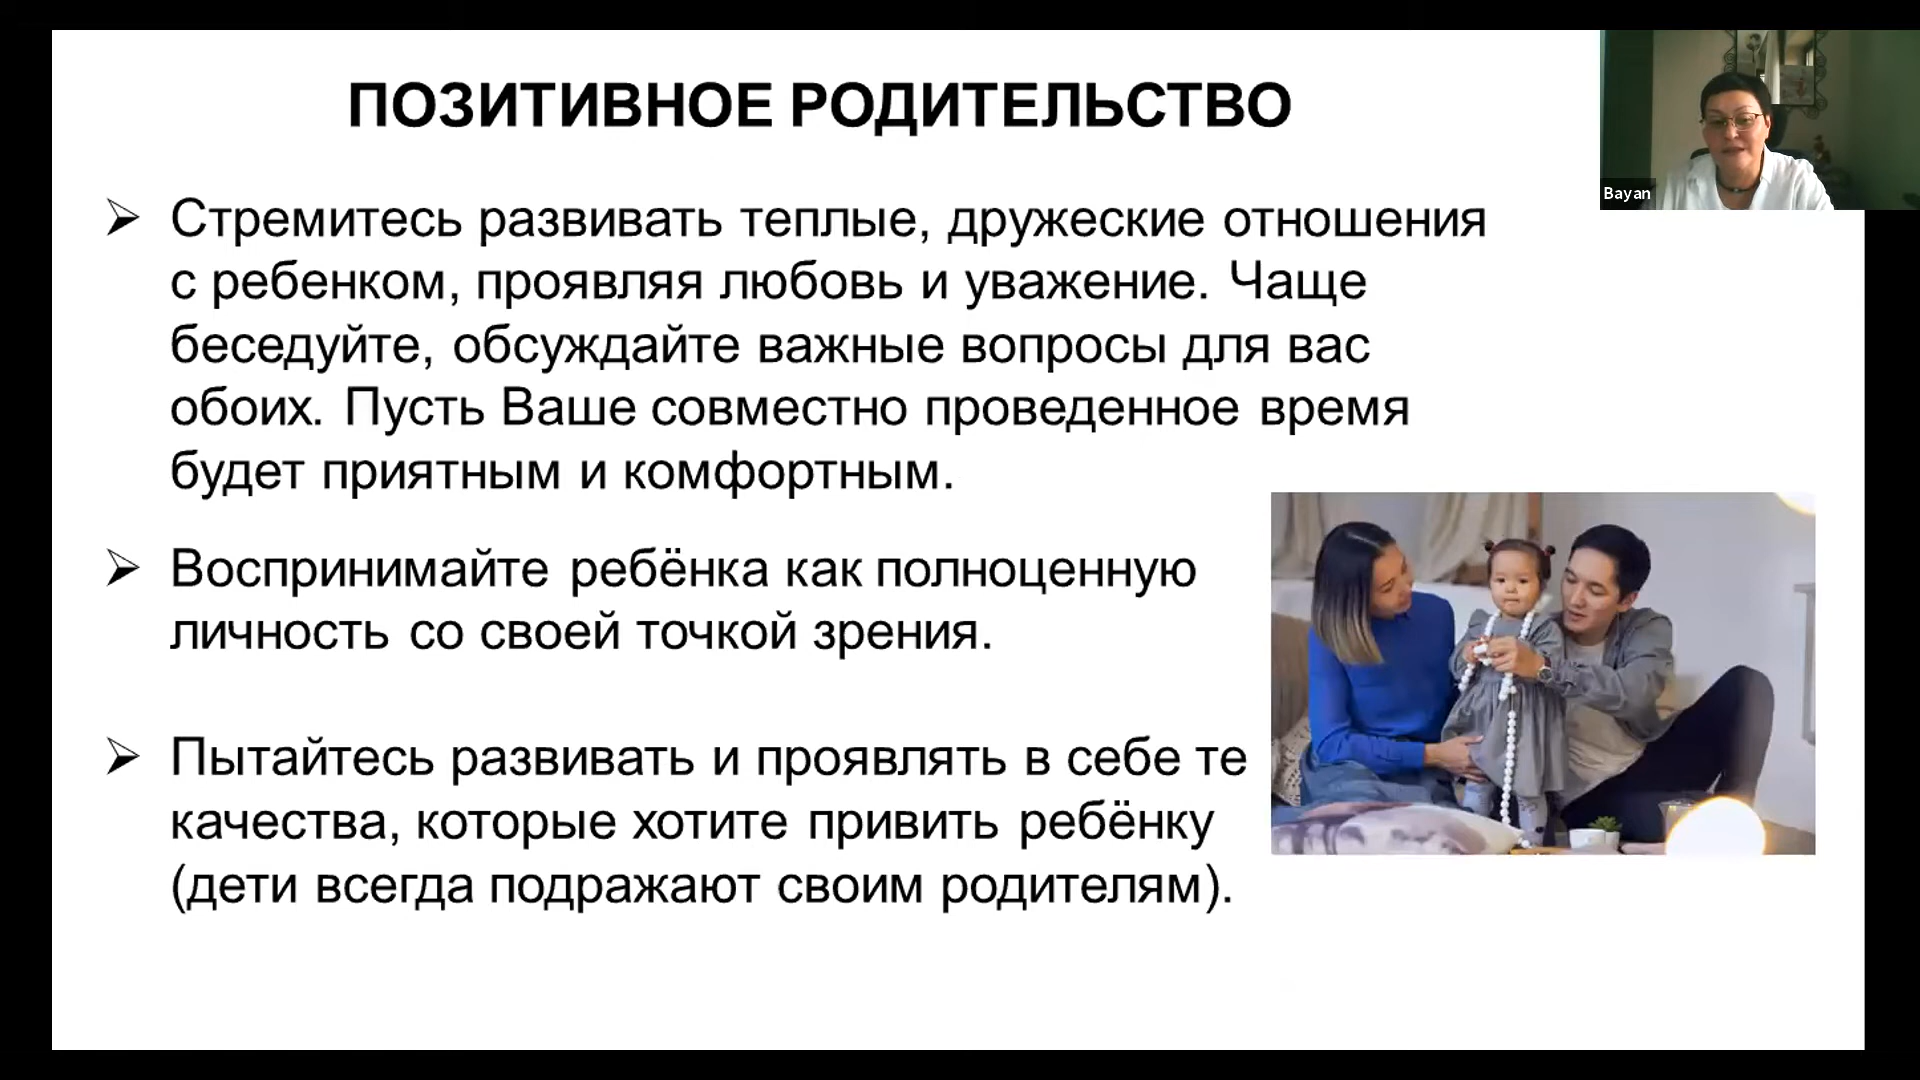 ПОЗИТИВНОЕ РОДИТЕЛЬСТВО
Bayan
Стремитесь развивать теплые, дружеские отношения
с ребенком, проявляя любовь и уважение. Чаще
беседуйте, обсуждайте важные вопросы для вас
обоих. Пусть Ваше совместно проведенное время
будет приятным и комфортным.
Воспринимайте ребёнка как полноценную
личность со своей точкой зрения.
Пытайтесь развивать и проявлять в себе те
качества, которые хотите привить ребёнку
(дети всегда подражают своим родителям).